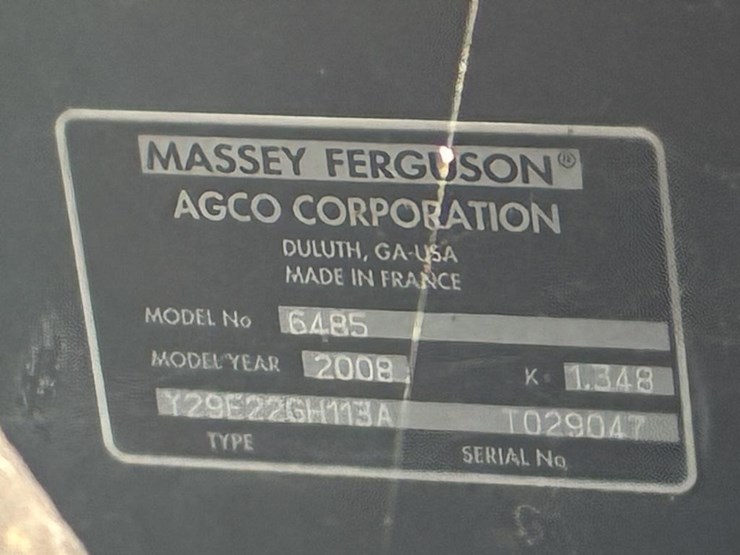 MASSEY FERGUSON®
AGCO CORPORATION
DULUTH, GA-USA
MADE IN FRANCE
MODEL No 6485
MODEL YEAR 2008 K 1.348
Y29E22GH113A T029047
TYPE SERIAL No